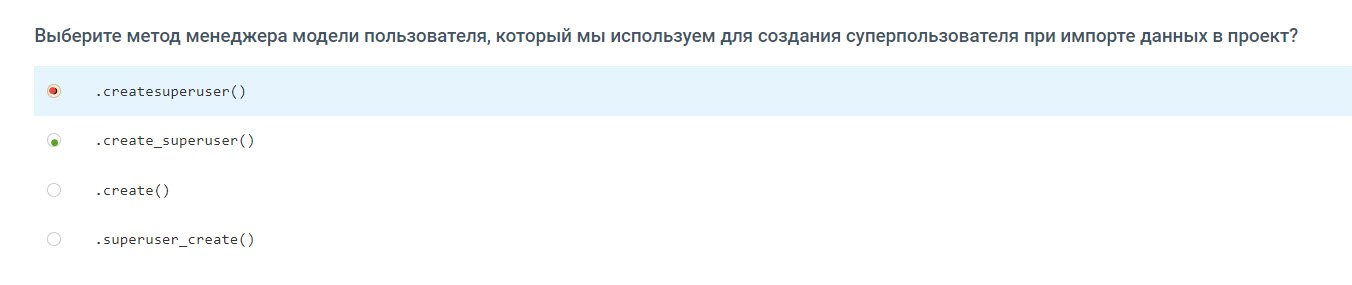 Выберите метод менеджера модели пользователя, который мы используем для создания суперпользователя при импорте данных в проект?
.createsuperuser()
.create_superuser()
.create()
.superuser_create()